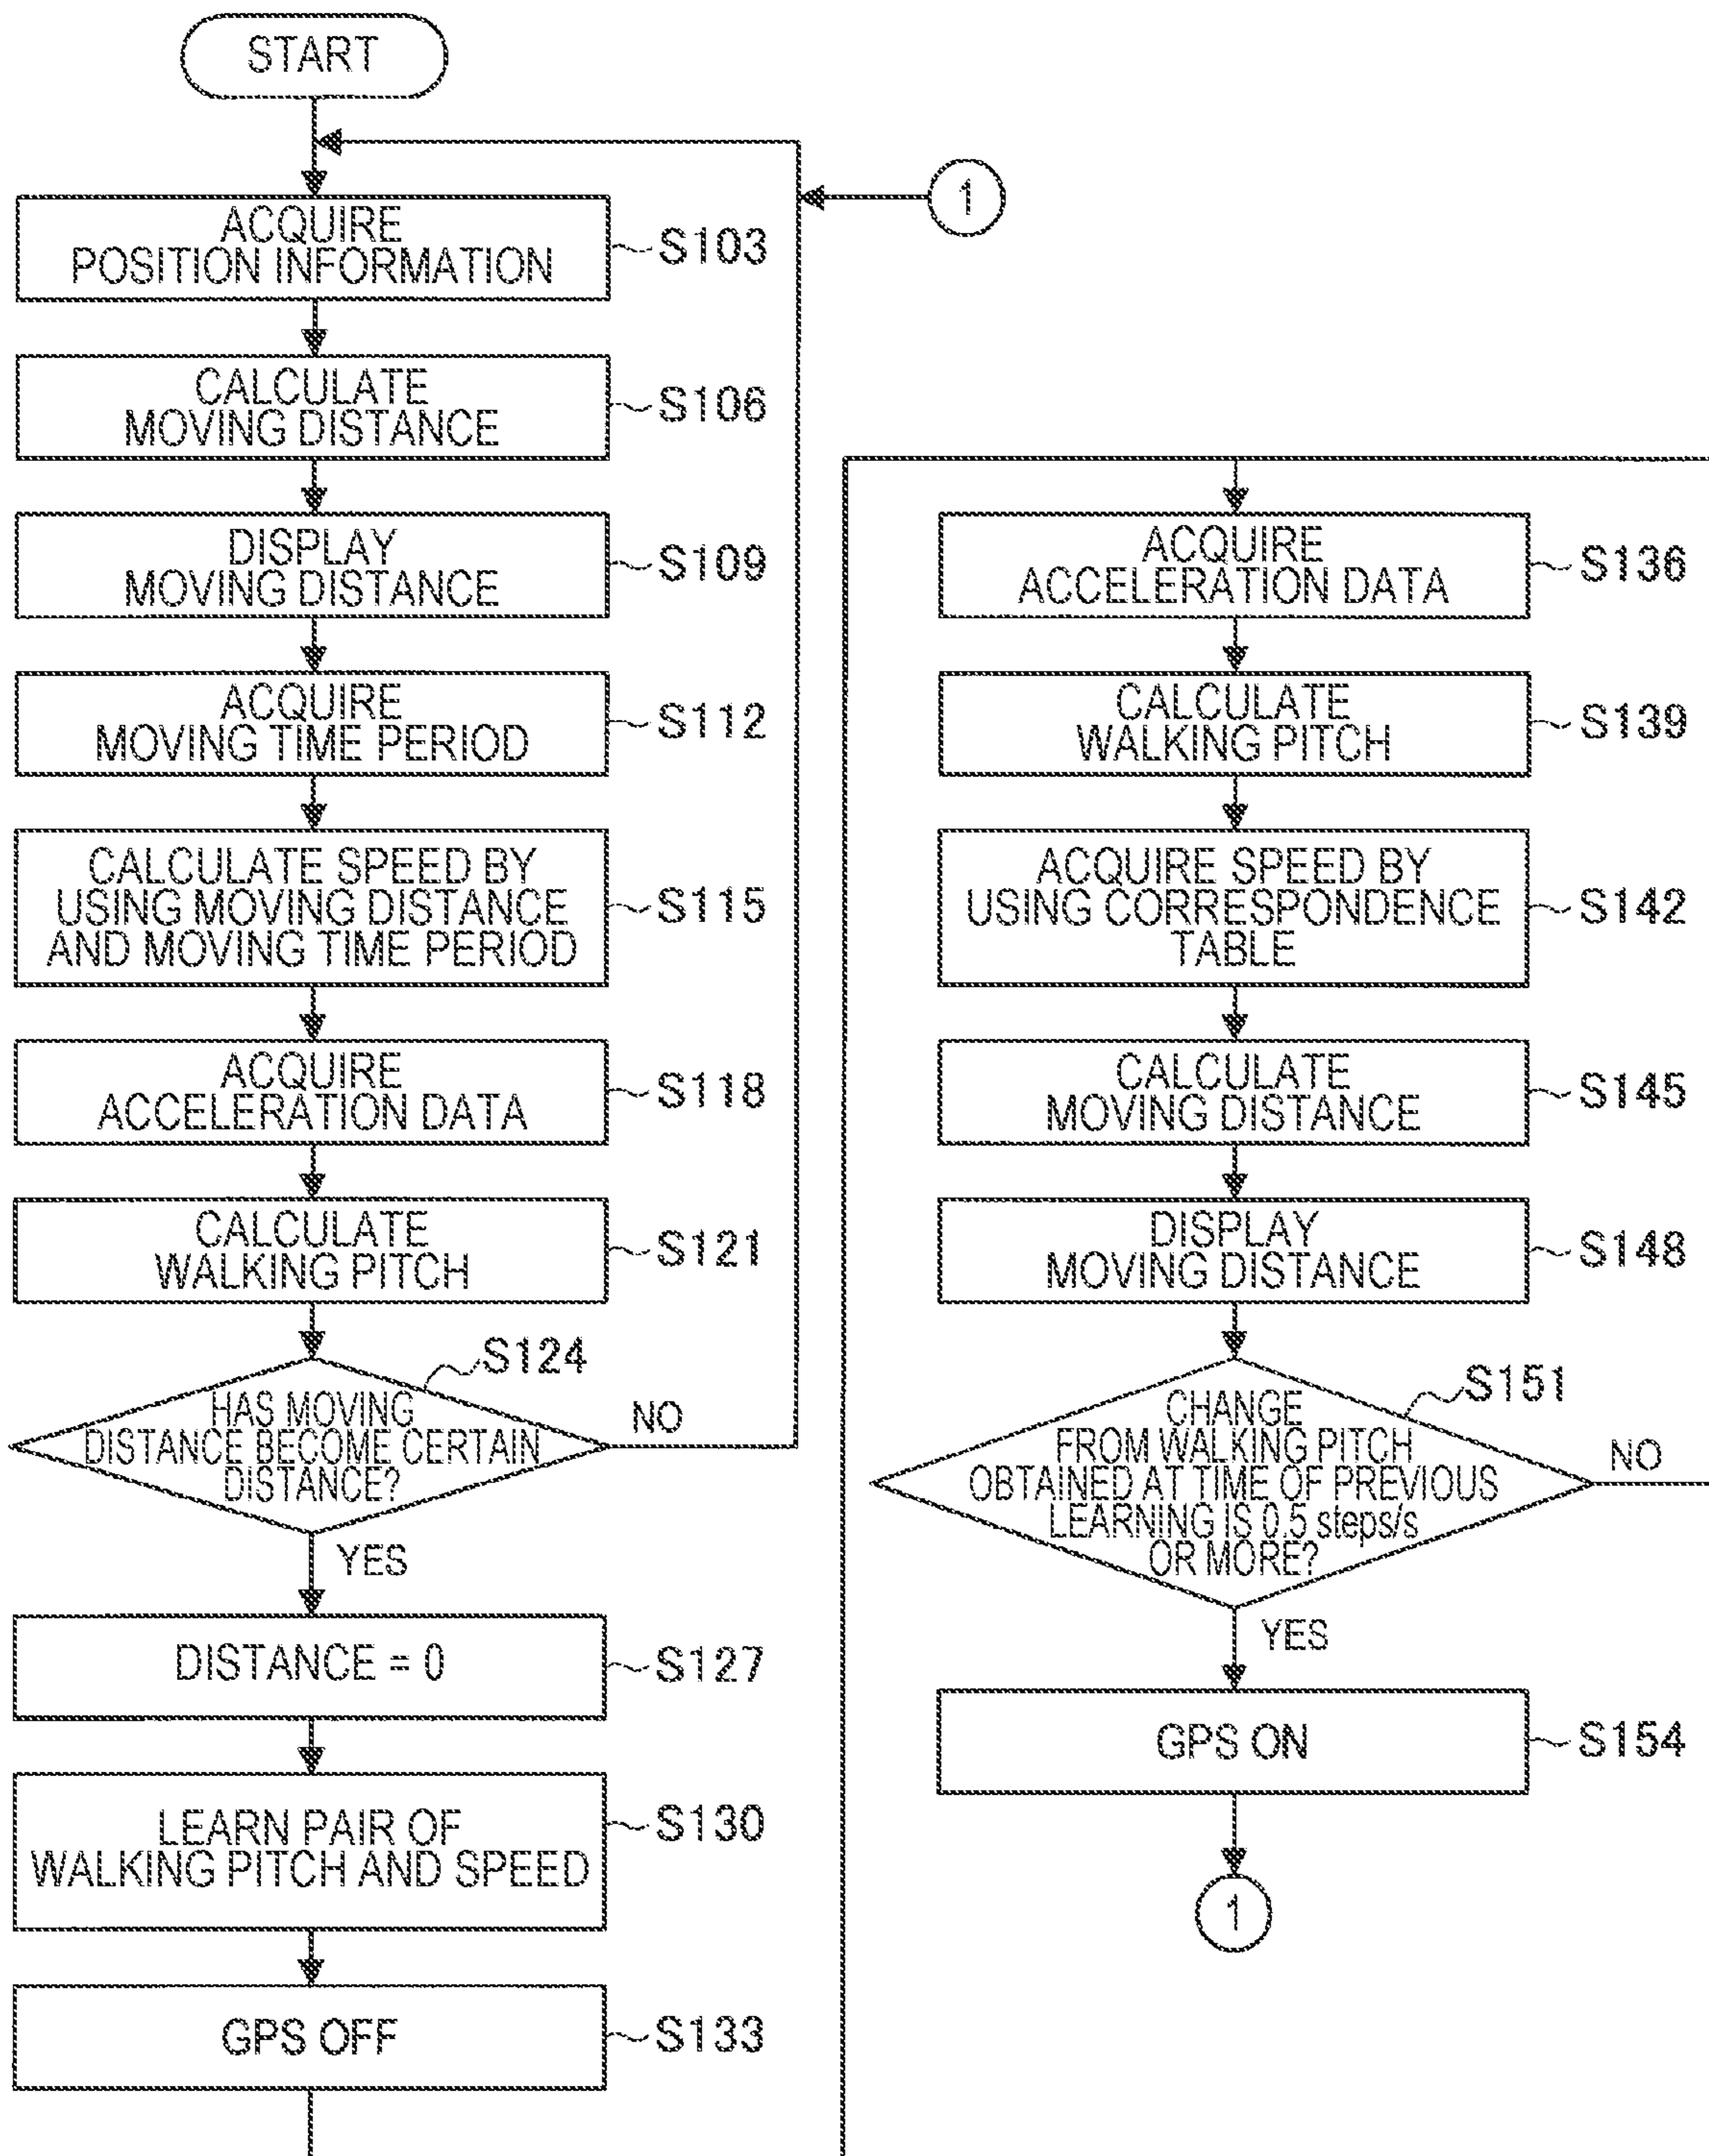 START
ACQUIRE
POSITION INFORMATION
S103
CALCULATE
MOVING DISTANCE
S106
DISPLAY
MOVING DISTANCE
S109
ACQUIRE
MOVING TIME PERIOD
S112
CALCULATE SPEED BY
USING MOVING DISTANCE
AND MOVING TIME PERIOD
S115
ACQUIRE
ACCELERATION DATA
S118
CALCULATE
WALKING PITCH
S121
S124
HAS MOVING
DISTANCE BECOME CERTAIN
DISTANCE?
NO
YES
DISTANCE = 0
S127
LEARN PAIR OF
WALKING PITCH AND SPEED
S130
GPS OFF
S133
1
ACQUIRE
ACCELERATION DATA
S136
CALCULATE
WALKING PITCH
S139
ACQUIRE SPEED BY
USING CORRESPONDENCE
TABLE
S142
CALCULATE
MOVING DISTANCE
S145
DISPLAY
MOVING DISTANCE
S148
S151
CHANGE
FROM WALKING PITCH
OBTAINED AT TIME OF PREVIOUS
LEARNING IS 0.5 steps/s
OR MORE?
NO
YES
GPS ON
S154
1